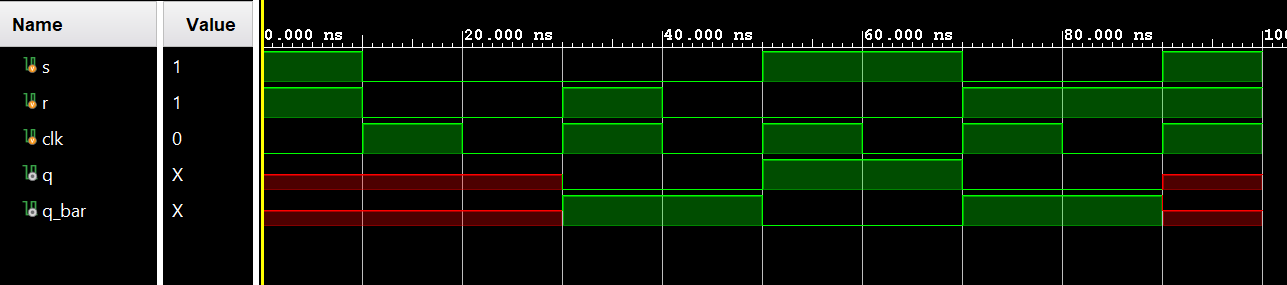 Name Value
0.000 ns 20.000 ns 40.000 ns 60.000 ns 80.000 ns 100
s 1
r 1
clk 0
q X
q_bar X